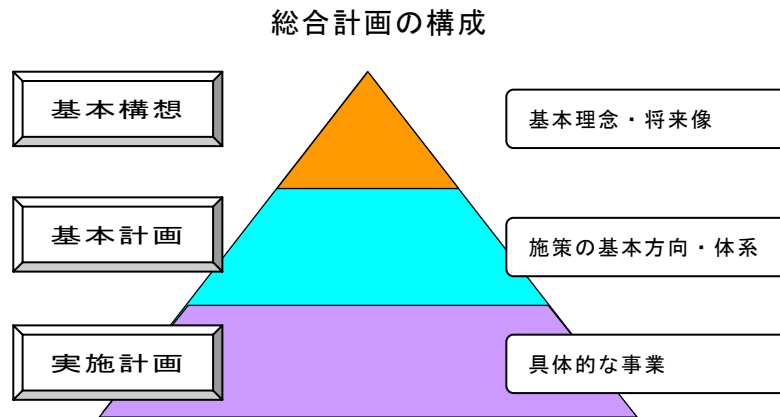 総合計画の構成
基本構想
基本理念・将来像
基本計画
施策の基本方向・体系
実施計画
具体的な事業